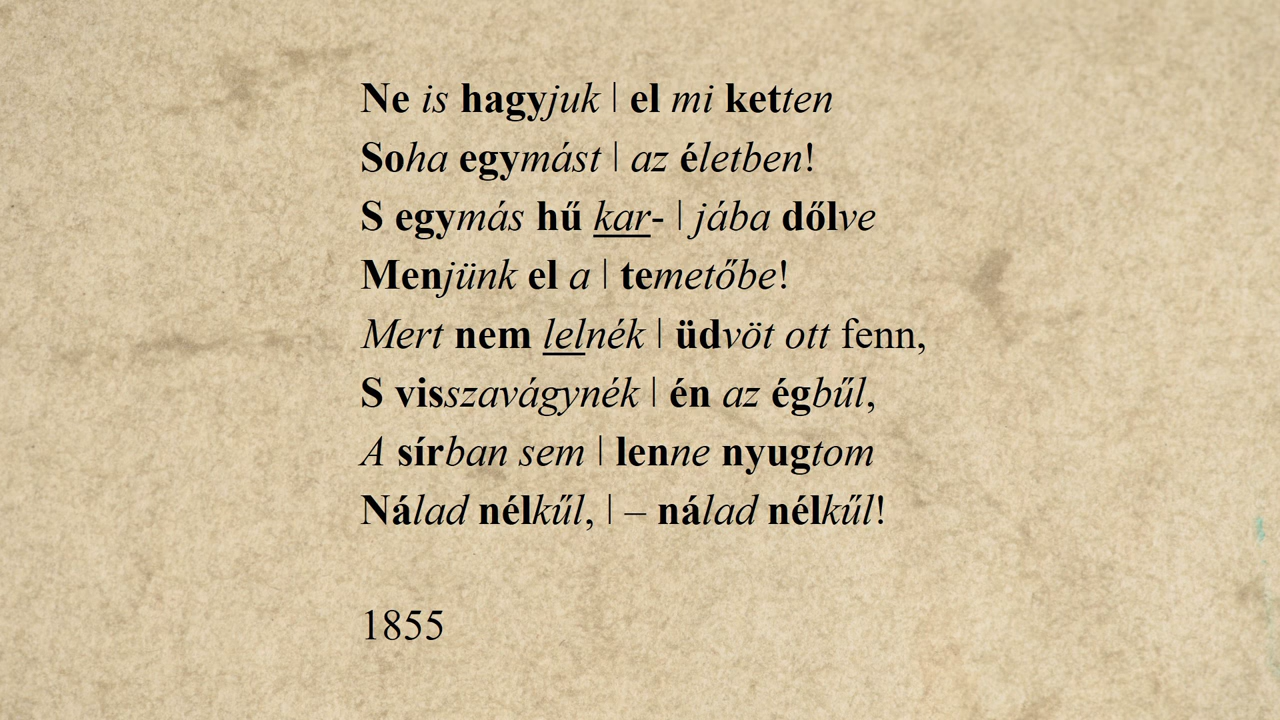 Ne is hagyjuk | el mi ketten
Soha egymást | az életben!
S egymás hű kar- | jába dőlve
Menjünk el a | temetőbe!
Mert nem lelnék | üdvöt ott fenn,
S visszavágynék | én az égbűl,
A sírban sem | lenne nyugtom
Nálad nélkűl, | – nálad nélkűl!
1855